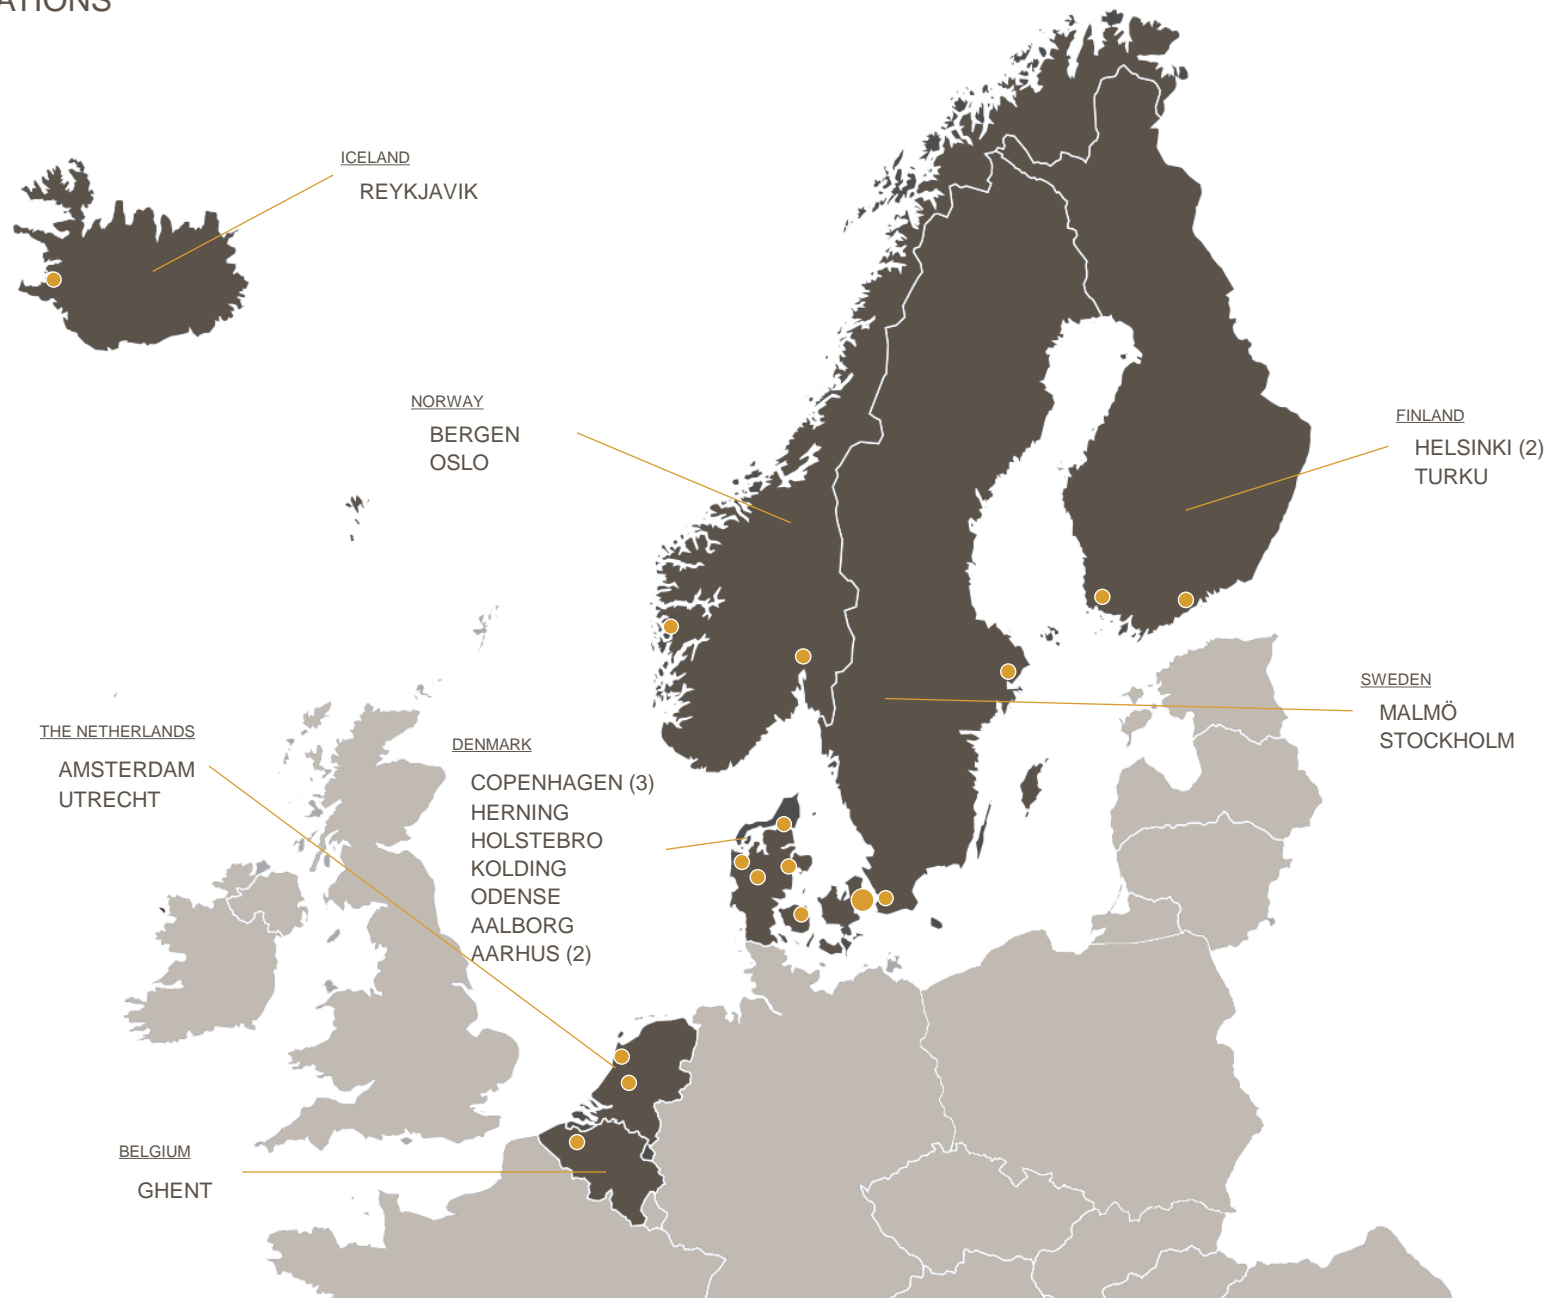 ATIONS
ICELAND
REYKJAVIK
NORWAY
BERGEN
OSLO
FINLAND
HELSINKI (2)
TURKU
SWEDEN
MALMÖ
STOCKHOLM
THE NETHERLANDS
AMSTERDAM
UTRECHT
DENMARK
COPENHAGEN (3)
HERNING
HOLSTEBRO
KOLDING
ODENSE
AALBORG
AARHUS (2)
BELGIUM
GHENT